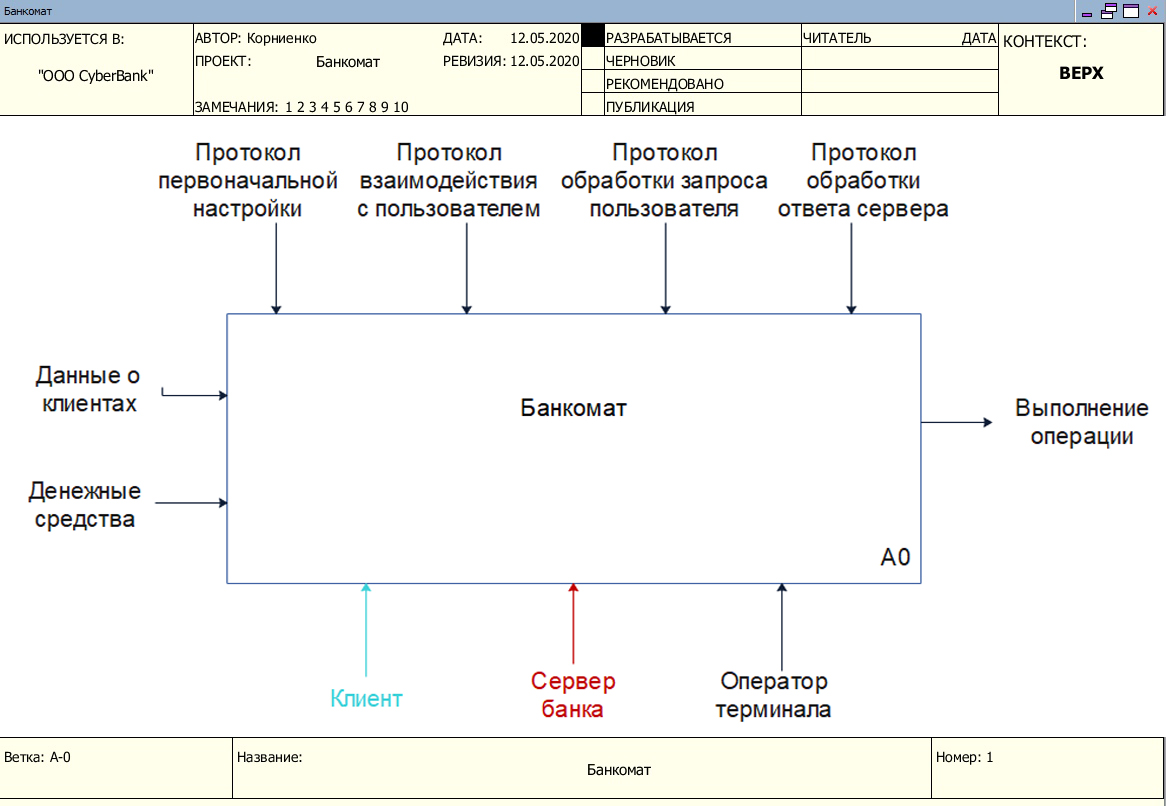 Банкомат
ИСПОЛЬЗУЕТСЯ В:
"ООО CyberBank"
АВТОР: Корниенко
ДАТА: 12.05.2020
ПРОЕКТ: Банкомат
РЕВИЗИЯ: 12.05.2020
ЗАМЕЧАНИЯ: 1 2 3 4 5 6 7 8 9 10
РАЗРАБАТЫВАЕТСЯ
ЧЕРНОВИК
РЕКОМЕНДОВАНО
ПУБЛИКАЦИЯ
ЧИТАТЕЛЬ ДАТА
КОНТЕКСТ:
ВЕРХ
Протокол
первоначальной
настройки
Протокол
взаимодействия
с пользователем
Протокол
обработки запроса
пользователя
Протокол
обработки
ответа сервера
Данные о
клиентах
Денежные
средства
Банкомат
A0
Выполнение
операции
Клиент
Сервер
банка
Оператор
терминала
Ветка: A-0
Название:
Банкомат
Номер: 1